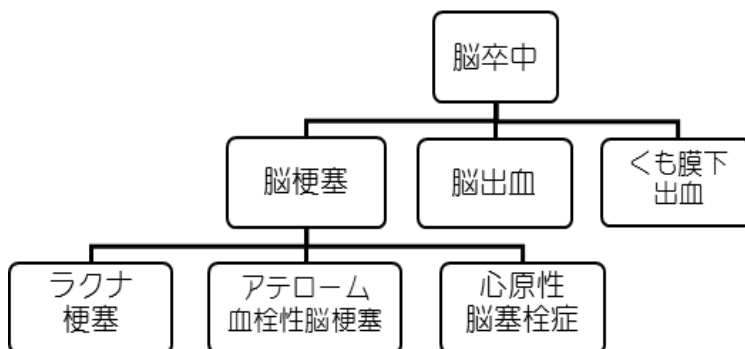 脳卒中
脳梗塞
脳出血
くも膜下
出血
ラクナ
梗塞
アテローム
血栓性脳梗塞
心原性
脳塞栓症